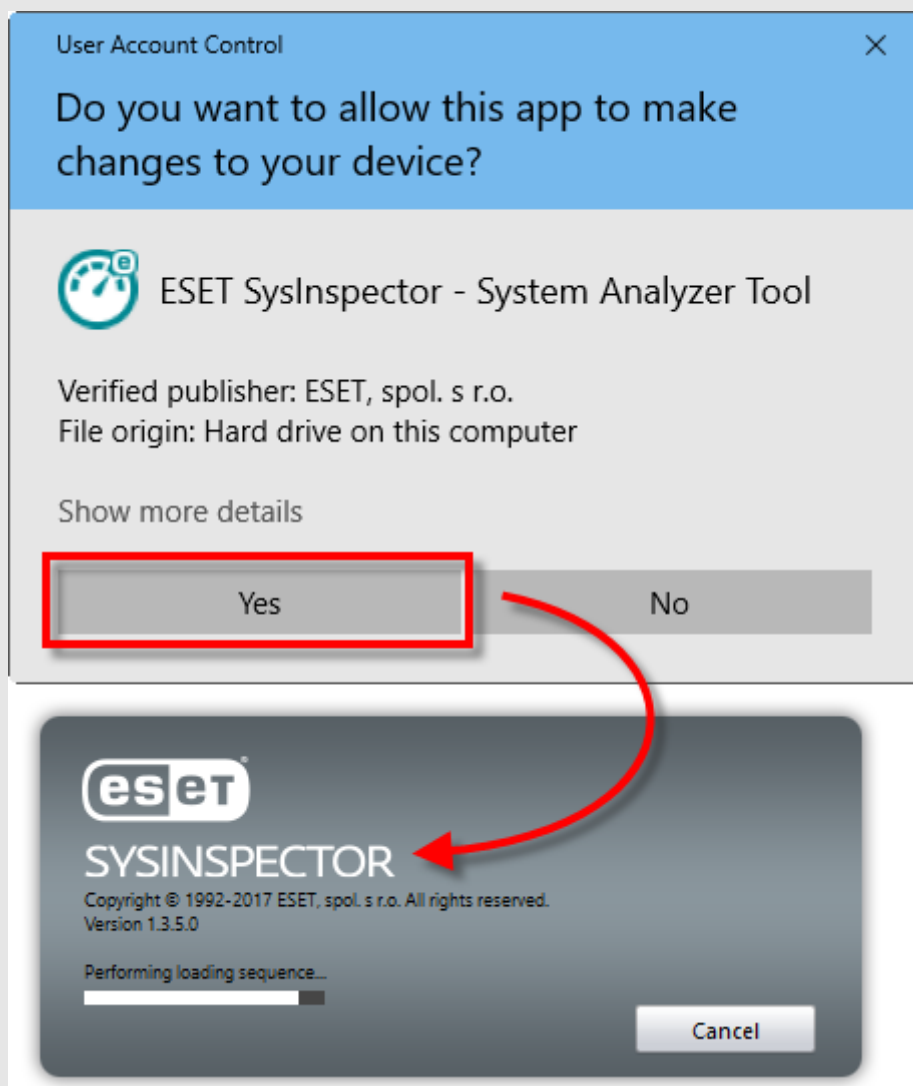 User Account Control
Do you want to allow this app to make
changes to your device?
e
ESET SysInspector - System Analyzer Tool
Verified publisher: ESET, spol. s r.o.
File origin: Hard drive on this computer
Show more details
Yes
No
eseT®
SYSINSPECTOR
Copyright © 1992-2017 ESET, spol. s r.o. All rights reserved.
Version 1.3.5.0
Performing loading sequence...
Cancel